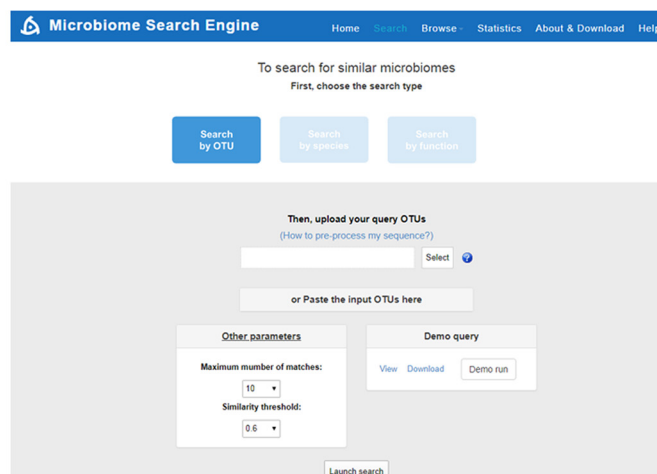 Microbiome Search Engine
Home Search Browse Statistics About & Download Help
To search for similar microbiomes
First, choose the search type
Search by OTU
Search by species
Search by function
Then, upload your query OTUs
(How to pre-process my sequence?)
Select ?
or Paste the input OTUs here
Other parameters
Maximum mumber of matches:
10
Similarity threshold:
0.6
Demo query
View Download Demo run
Launch search